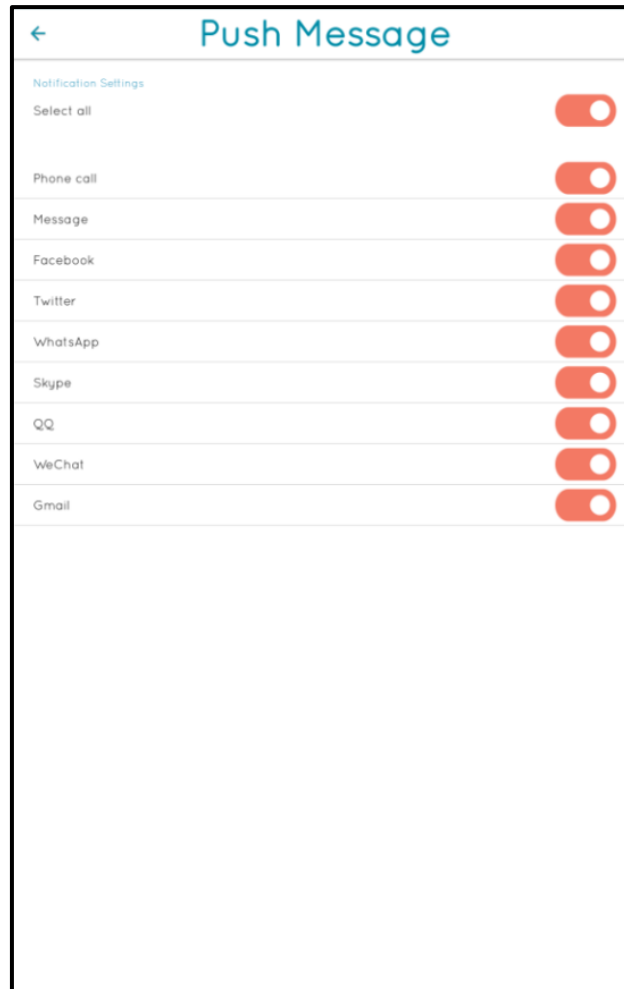 Push Message
Notification Settings
Select all
Phone call
Message
Facebook
Twitter
WhatsApp
Skype
QQ
WeChat
Gmail